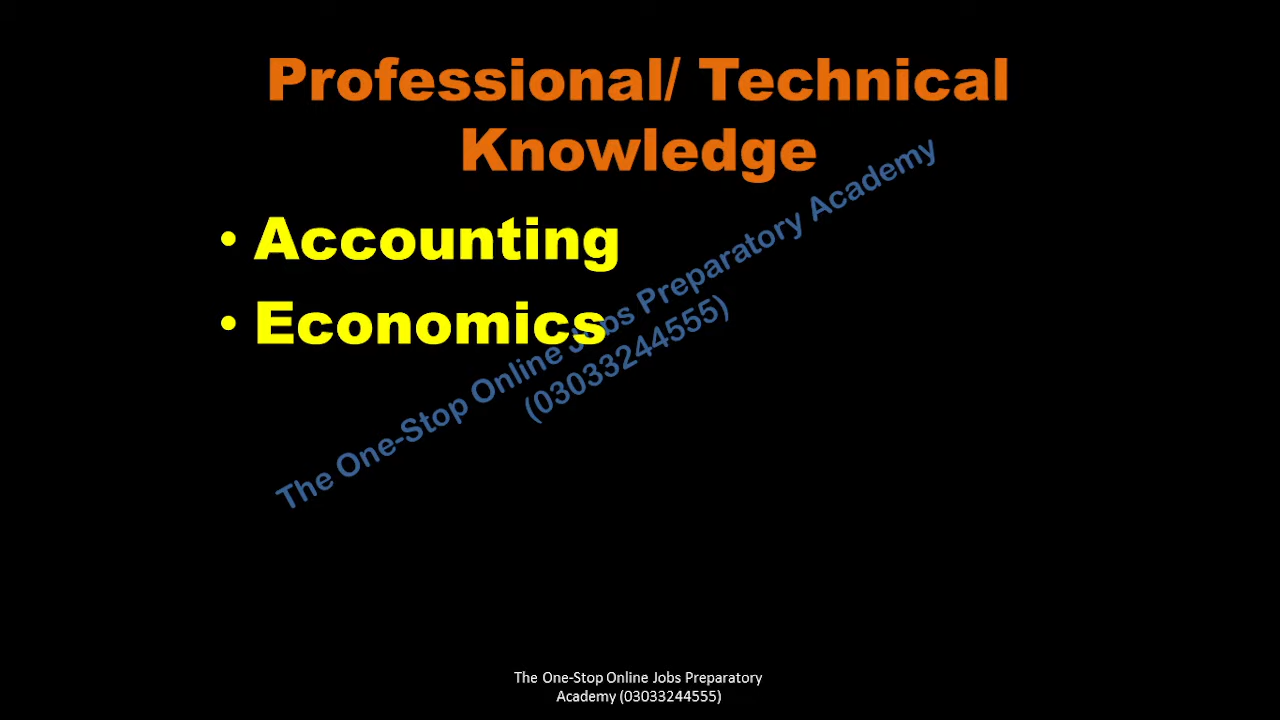 Professional/ Technical
Knowledge
• Accounting
• Economics
The One-Stop Online Jobs Preparatory Academy
(03033244555)
The One-Stop Online Jobs Preparatory
Academy (03033244555)